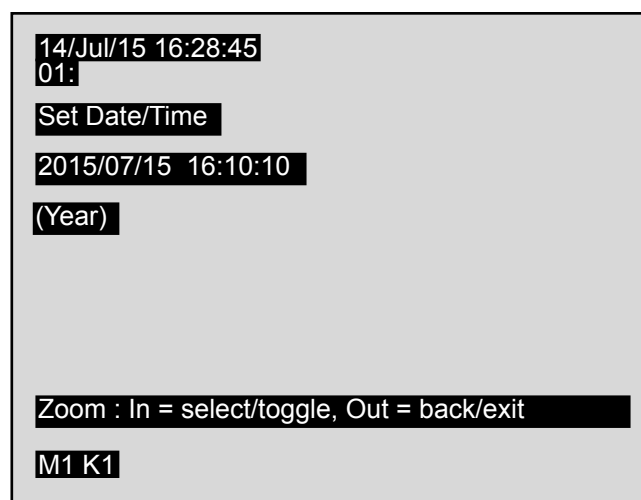 14/Jul/15 16:28:45
01:
Set Date/Time
2015/07/15  16:10:10
(Year)
Zoom : In = select/toggle, Out = back/exit
M1 K1